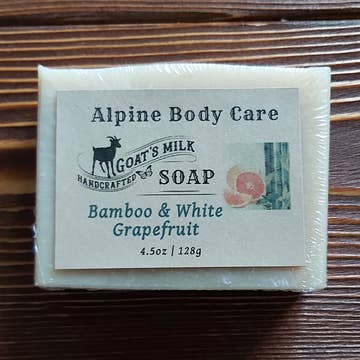 Alpine Body Care
GOAT'S MILK
HANDCRAFTED
SOAP
Bamboo & White
Grapefruit
4.5oz | 128g